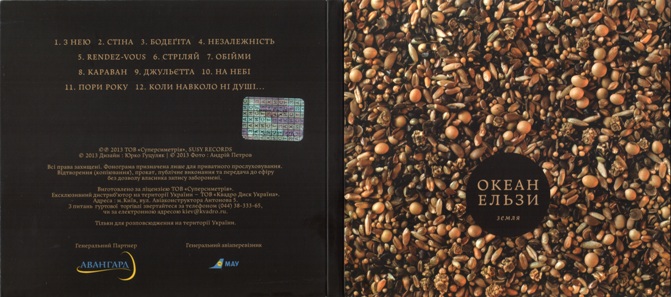 1. З НЕЮ 2. СТІНА 3. БОДЕГІТА 4. НЕЗАЛЕЖНІСТЬ
5. RENDEZ-VOUS 6. СТРІЛЯЙ 7. ОБІЙМИ
8. КАРАВАН 9. ДЖУЛЬЄТТА 10. НА НЕБІ
11. ПОРИ РОКУ 12. КОЛИ НАВКОЛО НІ ДУШІ...
©℗ 2013 ТОВ «Суперсиметрія», SUSY RECORDS
© 2013 Дизайн : Юрко Гуцуляк | © 2013 Фото : Андрій Петров
Всі права захищені. Фонограма призначена лише для приватного прослуховування.
Відтворення (копіювання), прокат, публічне виконання та передача до ефіру
без дозволу власника запису заборонені.
Виготовлено за ліцензією ТОВ «Суперсиметрія».
Ексклюзивний дистриб'ютор на території України — ТОВ «Квадро Диск Україна».
Адреса : м. Київ, вул. Авіаконструктора Антонова 5.
З питань гуртової торгівлі звертайтеся за телефоном (044) 38-333-65,
чи за електронною адресою kiev@kvadro.ru.
Тільки для розповсюдження на території України.
Генеральний Партнер
Генеральний авіаперевізник
АВАНГАРД
МАУ
ОКЕАН
ЕЛЬЗИ
земля